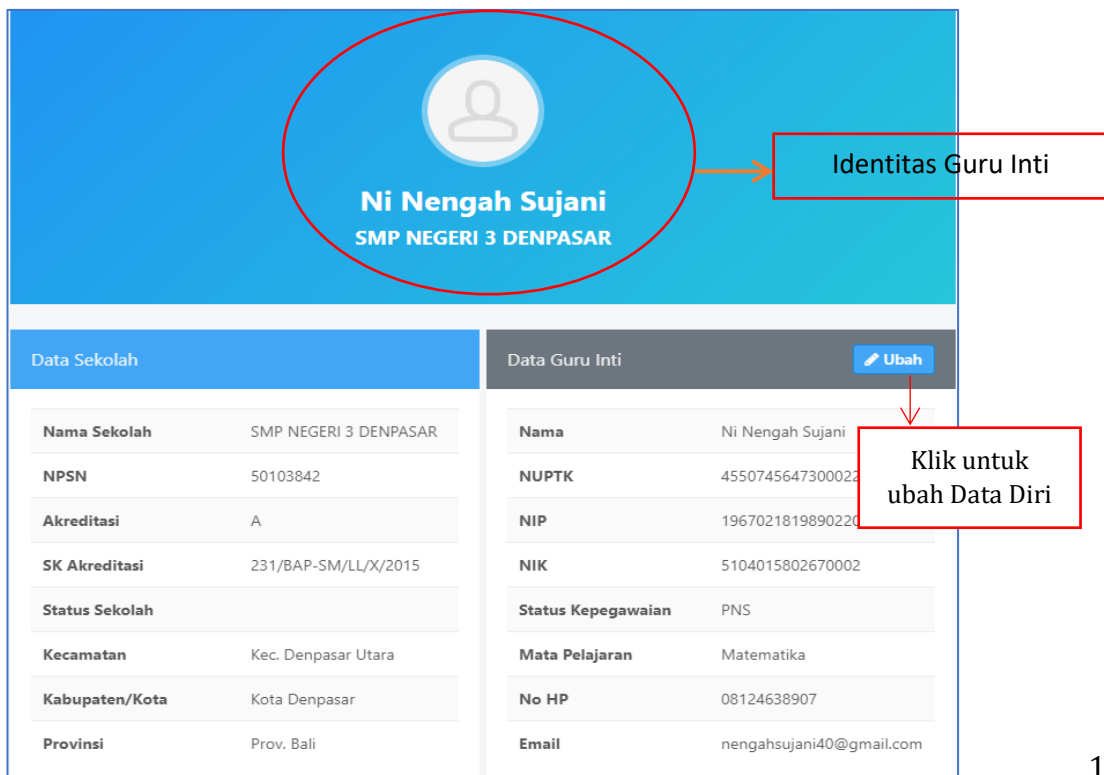 Ni Nengah Sujani
SMP NEGERI 3 DENPASAR
Identitas Guru Inti
Data Sekolah
Nama Sekolah SMP NEGERI 3 DENPASAR
NPSN 50103842
Akreditasi A
SK Akreditasi 231/BAP-SM/LL/X/2015
Status Sekolah
Kecamatan Kec. Denpasar Utara
Kabupaten/Kota Kota Denpasar
Provinsi Prov. Bali
Data Guru Inti Ubah
Nama Ni Nengah Sujani
NUPTK 4550745647300022
NIP 1967021819890220
NIK 5104015802670002
Status Kepegawaian PNS
Mata Pelajaran Matematika
No HP 08124638907
Email nengahsujani40@gmail.com
Klik untuk
ubah Data Diri
1